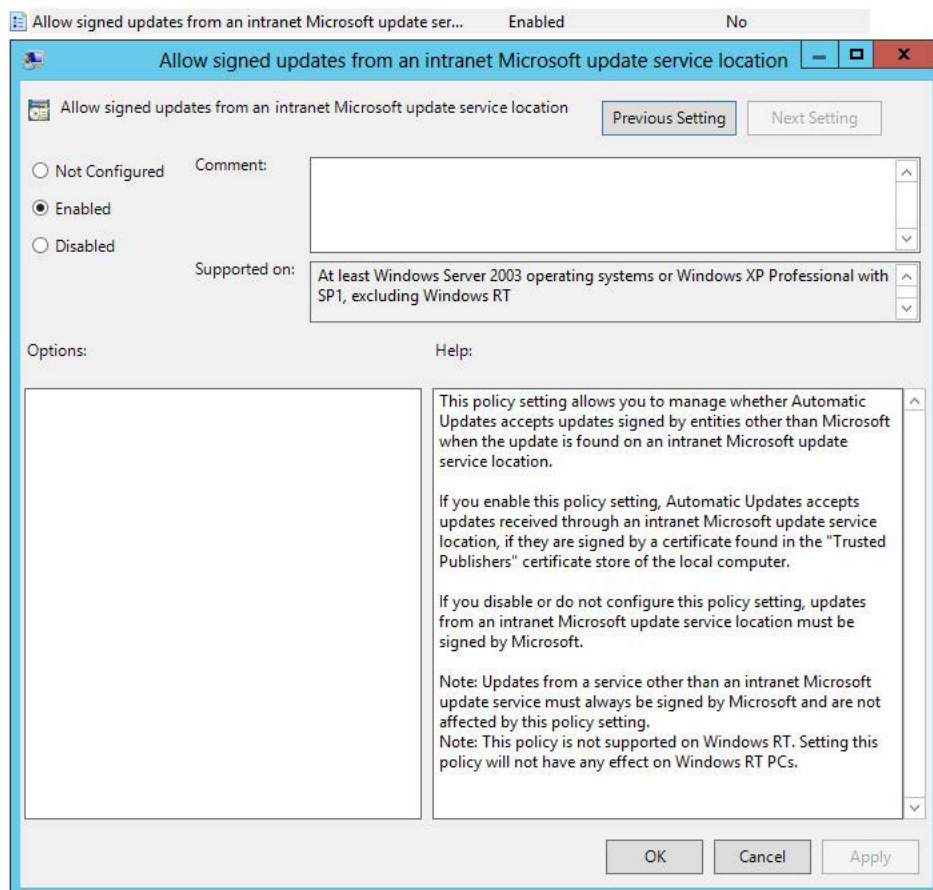 Allow signed updates from an intranet Microsoft update ser... Enabled No
Allow signed updates from an intranet Microsoft update service location
Allow signed updates from an intranet Microsoft update service location
Previous Setting
Next Setting
Not Configured
Enabled
Disabled
Comment:
Supported on:
At least Windows Server 2003 operating systems or Windows XP Professional with
SP1, excluding Windows RT
Options:
Help:
This policy setting allows you to manage whether Automatic
Updates accepts updates signed by entities other than Microsoft
when the update is found on an intranet Microsoft update
service location.
If you enable this policy setting, Automatic Updates accepts
updates received through an intranet Microsoft update service
location, if they are signed by a certificate found in the "Trusted
Publishers" certificate store of the local computer.
If you disable or do not configure this policy setting, updates
from an intranet Microsoft update service location must be
signed by Microsoft.
Note: Updates from a service other than an intranet Microsoft
update service must always be signed by Microsoft and are not
affected by this policy setting.
Note: This policy is not supported on Windows RT. Setting this
policy will not have any effect on Windows RT PCs.
OK
Cancel
Apply